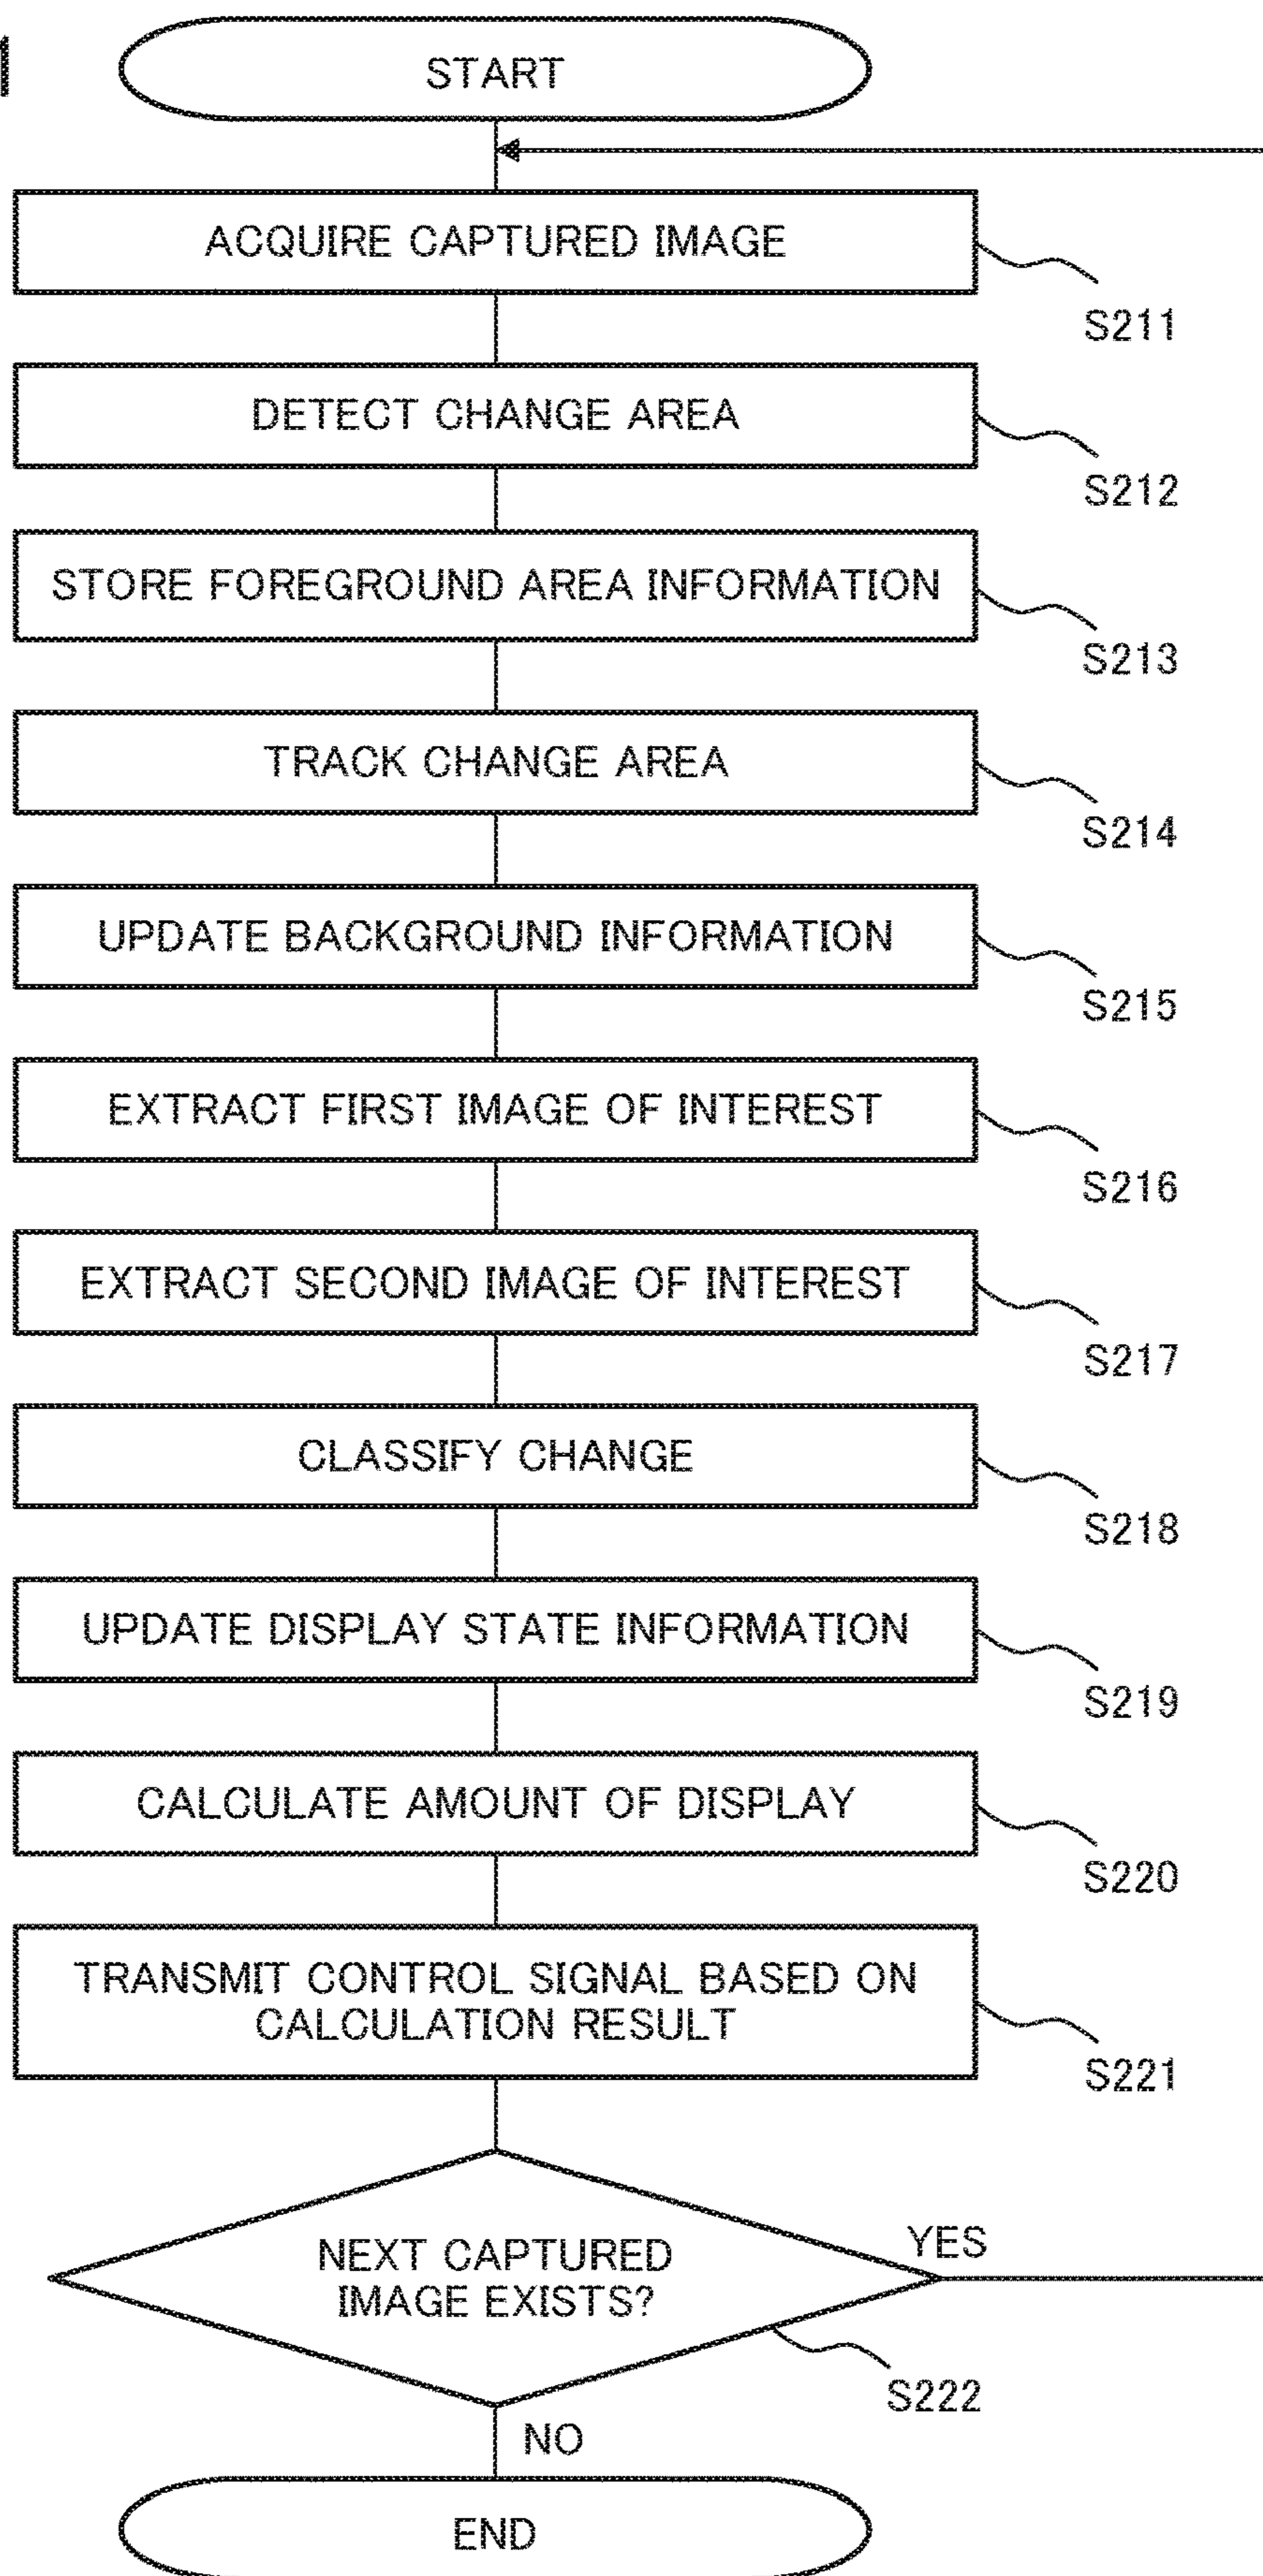 START
ACQUIRE CAPTURED IMAGE
S211
DETECT CHANGE AREA
S212
STORE FOREGROUND AREA INFORMATION
S213
TRACK CHANGE AREA
S214
UPDATE BACKGROUND INFORMATION
S215
EXTRACT FIRST IMAGE OF INTEREST
S216
EXTRACT SECOND IMAGE OF INTEREST
S217
CLASSIFY CHANGE
S218
UPDATE DISPLAY STATE INFORMATION
S219
CALCULATE AMOUNT OF DISPLAY
S220
TRANSMIT CONTROL SIGNAL BASED ON
CALCULATION RESULT
S221
NEXT CAPTURED
IMAGE EXISTS?
YES
S222
NO
END